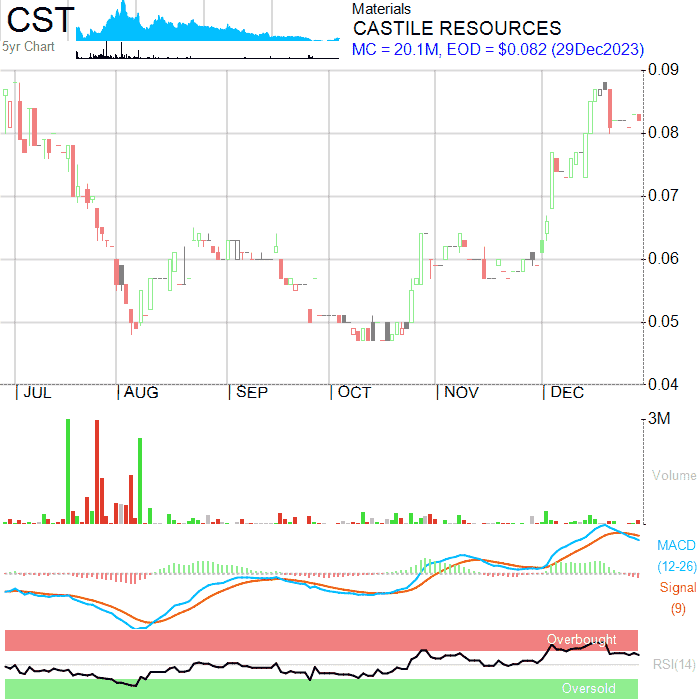 CST
5yr Chart
Materials
CASTILE RESOURCES
MC = 20.1M, EOD = $0.082 (29Dec2023)
0.09
0.08
0.07
0.06
0.05
0.04
JUL AUG SEP OCT NOV DEC
3M
Volume
MACD
(12-26)
Signal
(9)
Overbought
RSI(14)
Oversold